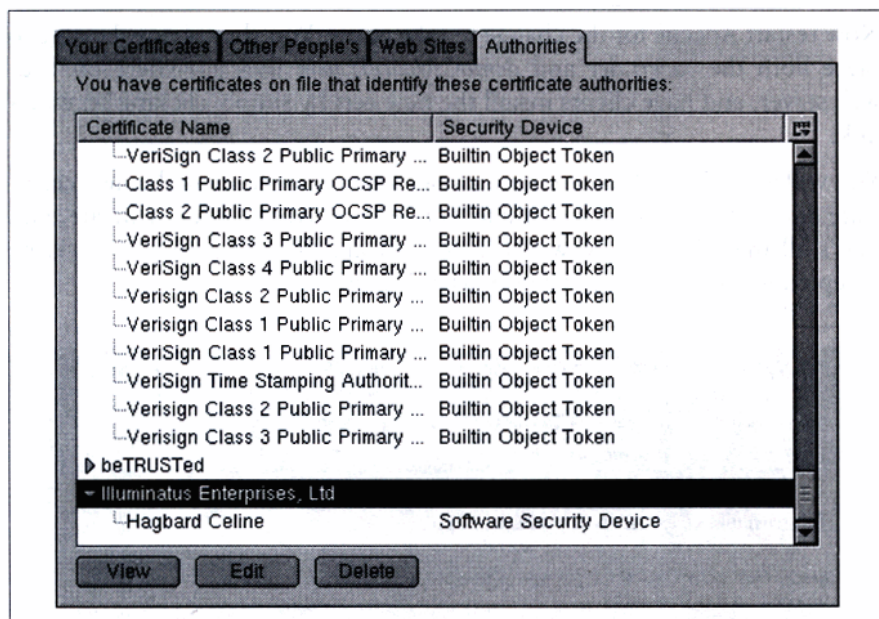 Your Certificates Other People's Web Sites Authorities
You have certificates on file that identify these certificate authorities:
Certificate Name Security Device
VeriSign Class 2 Public Primary ... Builtin Object Token
Class 1 Public Primary OCSP Re... Builtin Object Token
Class 2 Public Primary OCSP Re... Builtin Object Token
VeriSign Class 3 Public Primary ... Builtin Object Token
VeriSign Class 4 Public Primary ... Builtin Object Token
Verisign Class 2 Public Primary ... Builtin Object Token
Verisign Class 1 Public Primary ... Builtin Object Token
VeriSign Class 1 Public Primary ... Builtin Object Token
VeriSign Time Stamping Authorit... Builtin Object Token
Verisign Class 2 Public Primary ... Builtin Object Token
Verisign Class 3 Public Primary ... Builtin Object Token
beTRUSTed
Illuminatus Enterprises, Ltd
Hagbard Celine Software Security Device
View Edit Delete